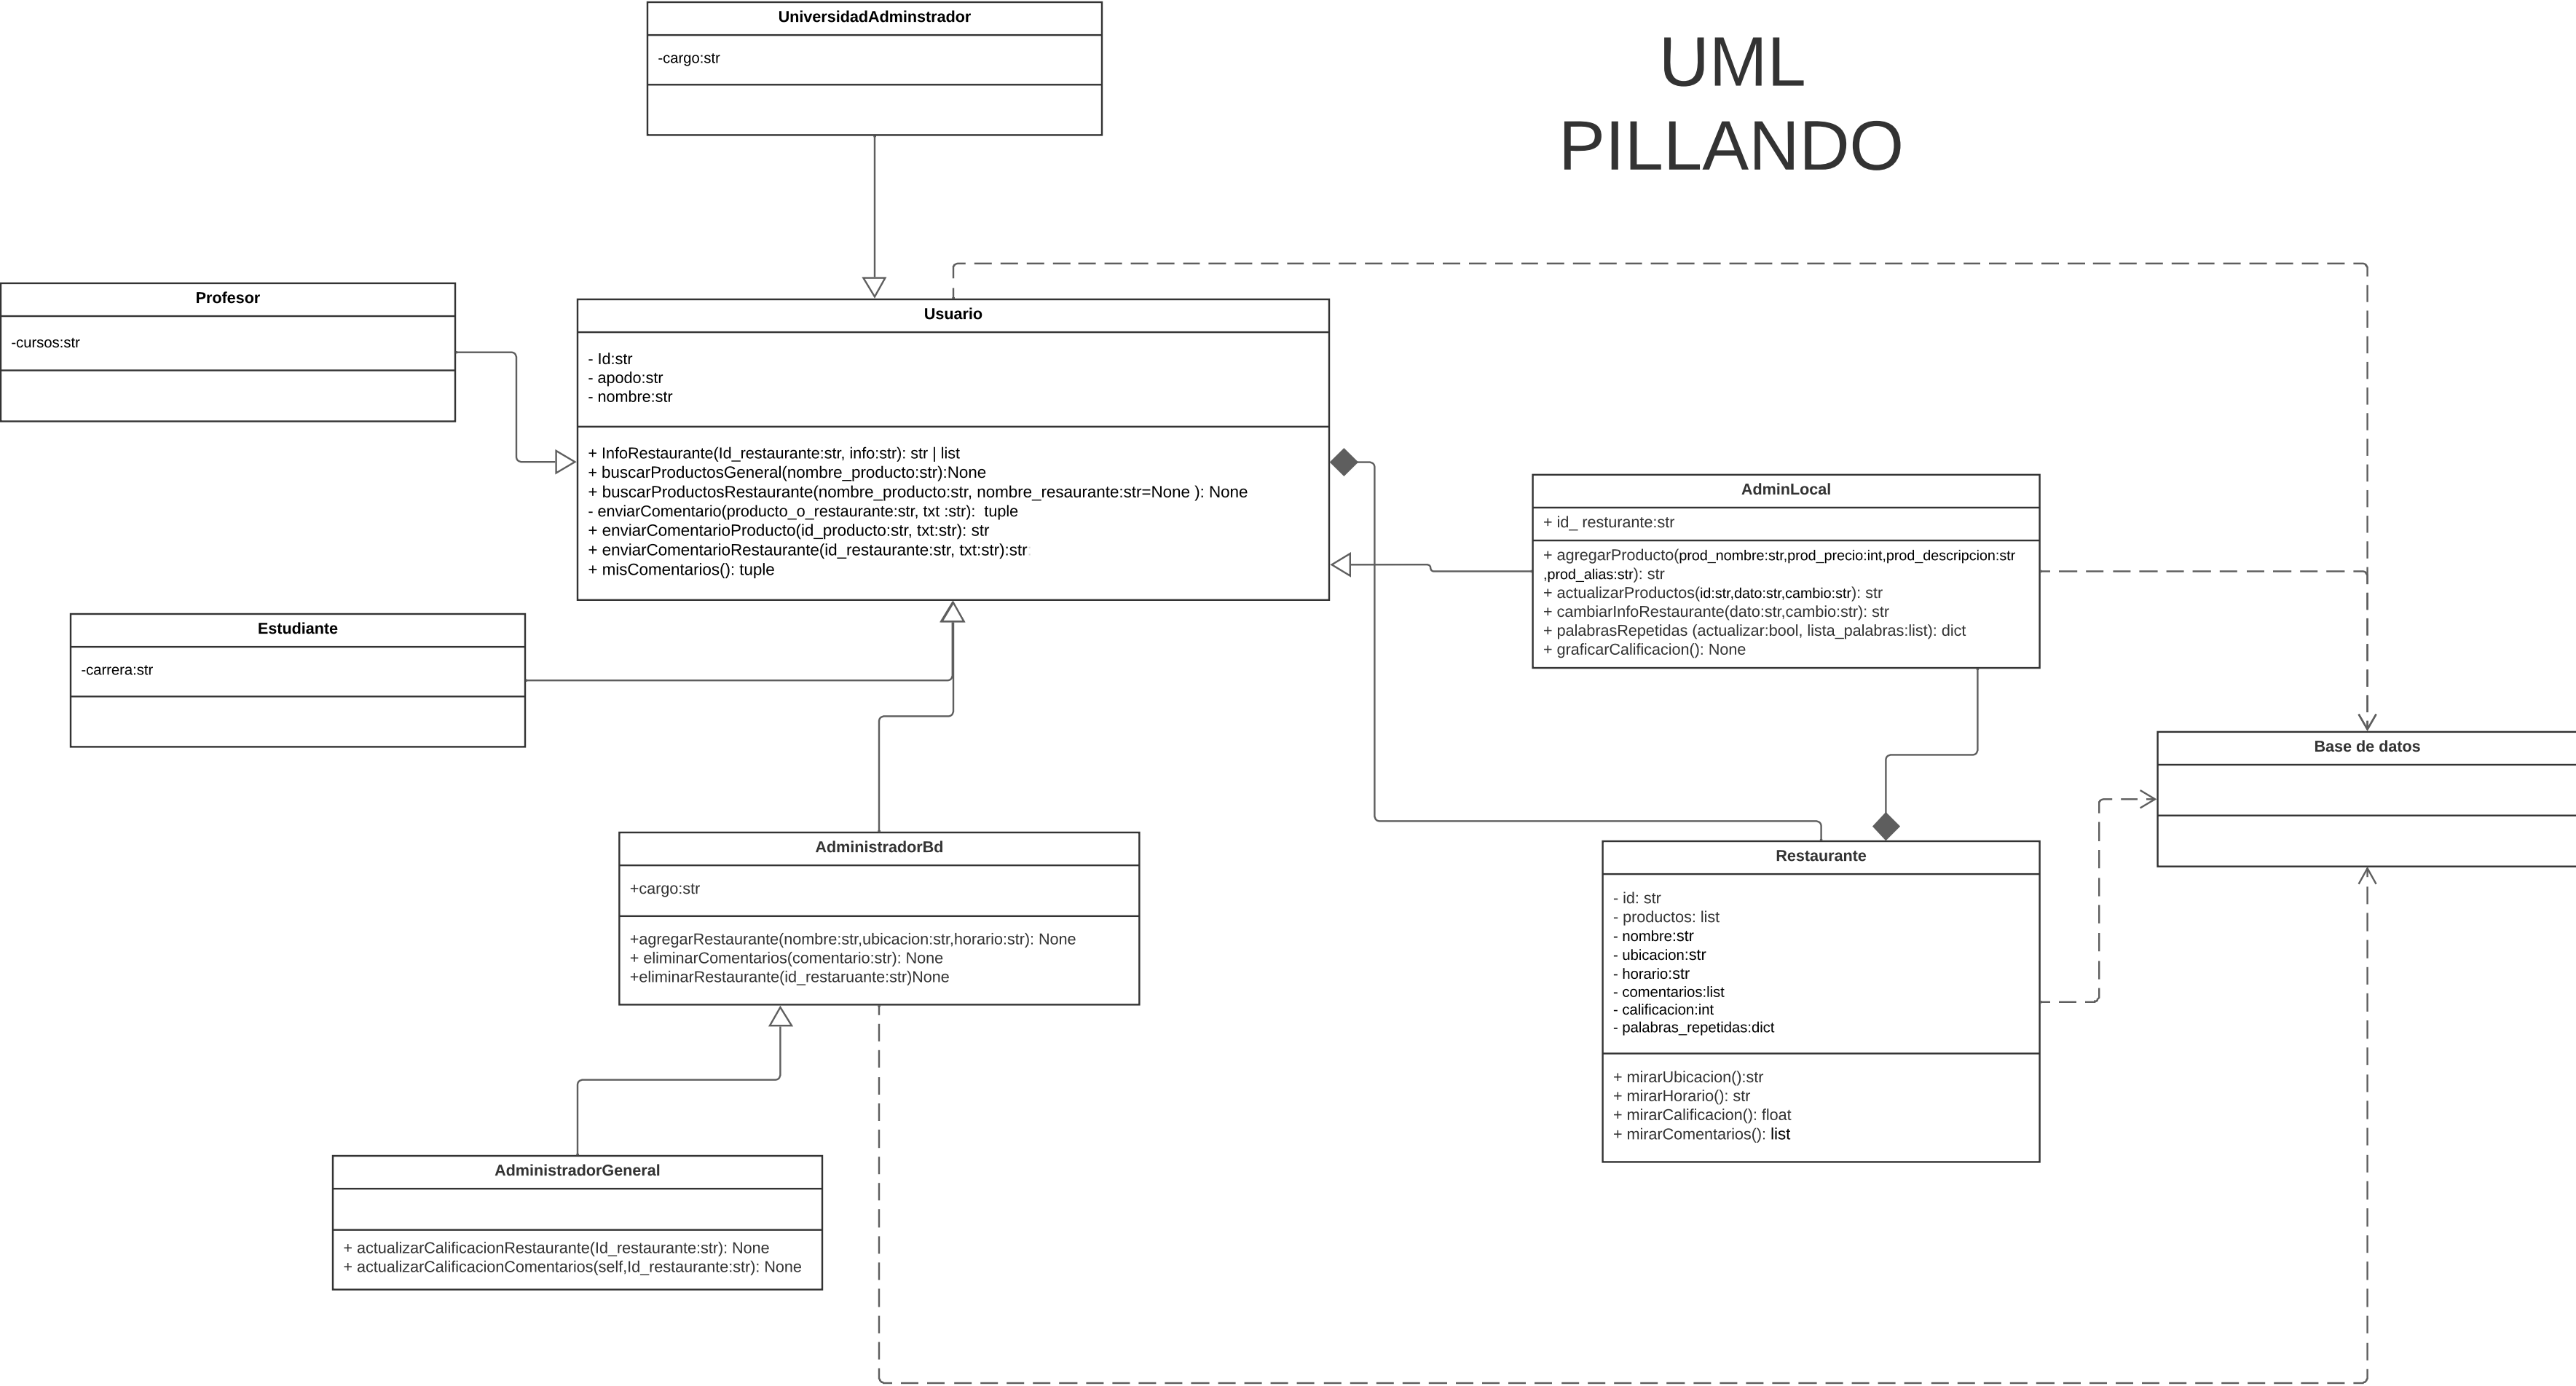 UniversidadAdminstrador
-cargo:str
UML
PILLANDO
Profesor
-cursos:str
Usuario
- Id:str
- apodo:str
- nombre:str
+ InfoRestaurante(Id_restaurante:str, info:str): str | list
+ buscarProductosGeneral(nombre_producto:str):None
+ buscarProductosRestaurante(nombre_producto:str, nombre_resaurante:str=None ): None
- enviarComentario(producto_o_restaurante:str, txt :str):  tuple
+ enviarComentarioProducto(id_producto:str, txt:str): str
+ enviarComentarioRestaurante(id_restaurante:str, txt:str):str
+ misComentarios(): tuple
AdminLocal
+ id_ resturante:str
+ agregarProducto(prod_nombre:str,prod_precio:int,prod_descripcion:str
,prod_alias:str): str
+ actualizarProductos(id:str,dato:str,cambio:str): str
+ cambiarInfoRestaurante(dato:str,cambio:str): str
+ palabrasRepetidas (actualizar:bool, lista_palabras:list): dict
+ graficarCalificacion(): None
Estudiante
-carrera:str
Base de datos
AdministradorBd
+cargo:str
+agregarRestaurante(nombre:str,ubicacion:str,horario:str): None
+ eliminarComentarios(comentario:str): None
+eliminarRestaurante(id_restaruante:str)None
Restaurante
- id: str
- productos: list
- nombre:str
- ubicacion:str
- horario:str
- comentarios:list
- calificacion:int
- palabras_repetidas:dict
+ mirarUbicacion():str
+ mirarHorario(): str
+ mirarCalificacion(): float
+ mirarComentarios(): list
AdministradorGeneral
+ actualizarCalificacionRestaurante(Id_restaurante:str): None
+ actualizarCalificacionComentarios(self,Id_restaurante:str): None